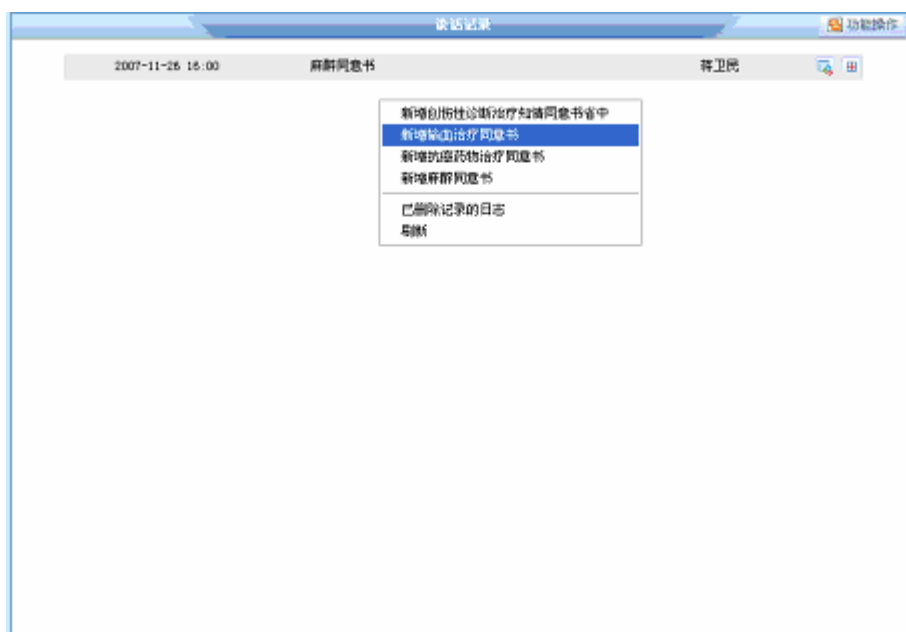 谈话记录
功能操作
2007-11-26 16:00 麻醉同意书 蒋卫民
新增创伤性诊断治疗知情同意书省中
新增输血治疗同意书
新增抗癌药物治疗同意书
新增麻醉同意书
已删除记录的日志
刷新